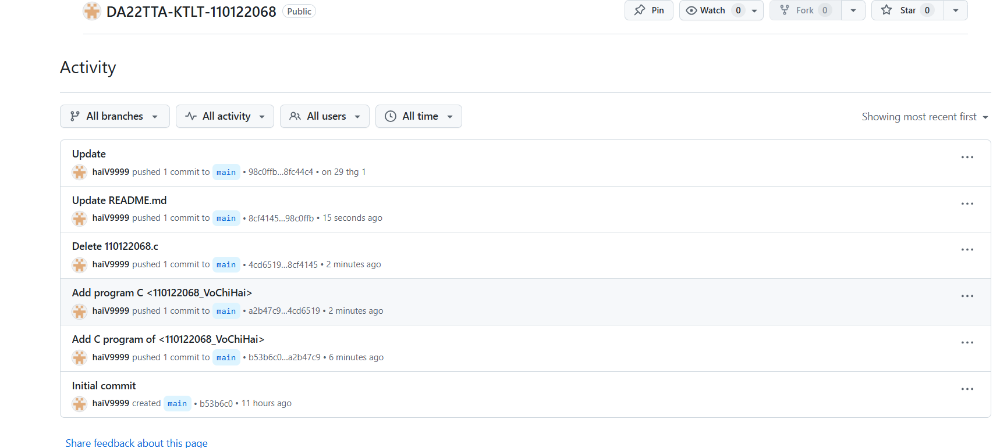 DA22TTA-KTLT-110122068 Public Pin Watch 0 Fork 0 Star 0
Activity
All branches All activity All users All time Showing most recent first
Update
haiV9999 pushed 1 commit to main • 98c0ffb...8fc44c4 • on 29 thg 1
Update README.md
haiV9999 pushed 1 commit to main • 8cf4145...98c0ffb • 15 seconds ago
Delete 110122068.c
haiV9999 pushed 1 commit to main • 4cd6519...8cf4145 • 2 minutes ago
Add program C <110122068_VoChiHai>
haiV9999 pushed 1 commit to main • a2b47c9...4cd6519 • 2 minutes ago
Add C program of <110122068_VoChiHai>
haiV9999 pushed 1 commit to main • b53b6c0...a2b47c9 • 6 minutes ago
Initial commit
haiV9999 created main • b53b6c0 • 11 hours ago
Share feedback about this page